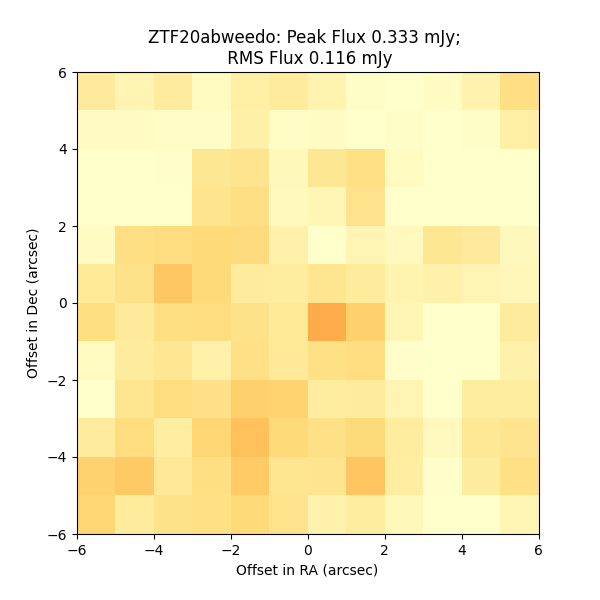 ZTF20abweedo: Peak Flux 0.333 mJy;
RMS Flux 0.116 mJy
6
4
2
0
−2
−4
−6
Offset in Dec (arcsec)
−6 −4 −2 0 2 4 6
Offset in RA (arcsec)